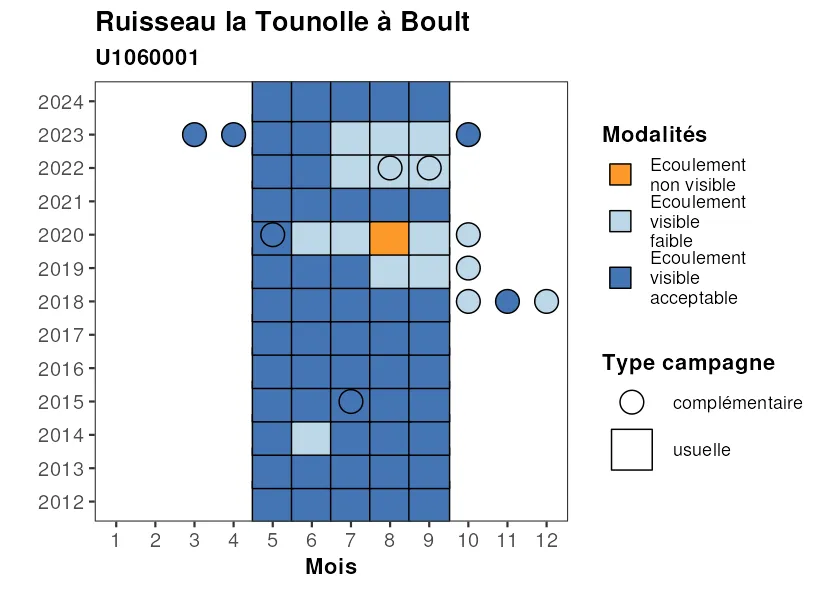 Ruisseau la Tounolle à Boult
U1060001
2024
2023
2022
2021
2020
2019
2018
2017
2016
2015
2014
2013
2012
1 2 3 4 5 6 7 8 9 10 11 12
Mois
Modalités
Ecoulement
non visible
Ecoulement
visible
faible
Ecoulement
visible
acceptable
Type campagne
complémentaire
usuelle